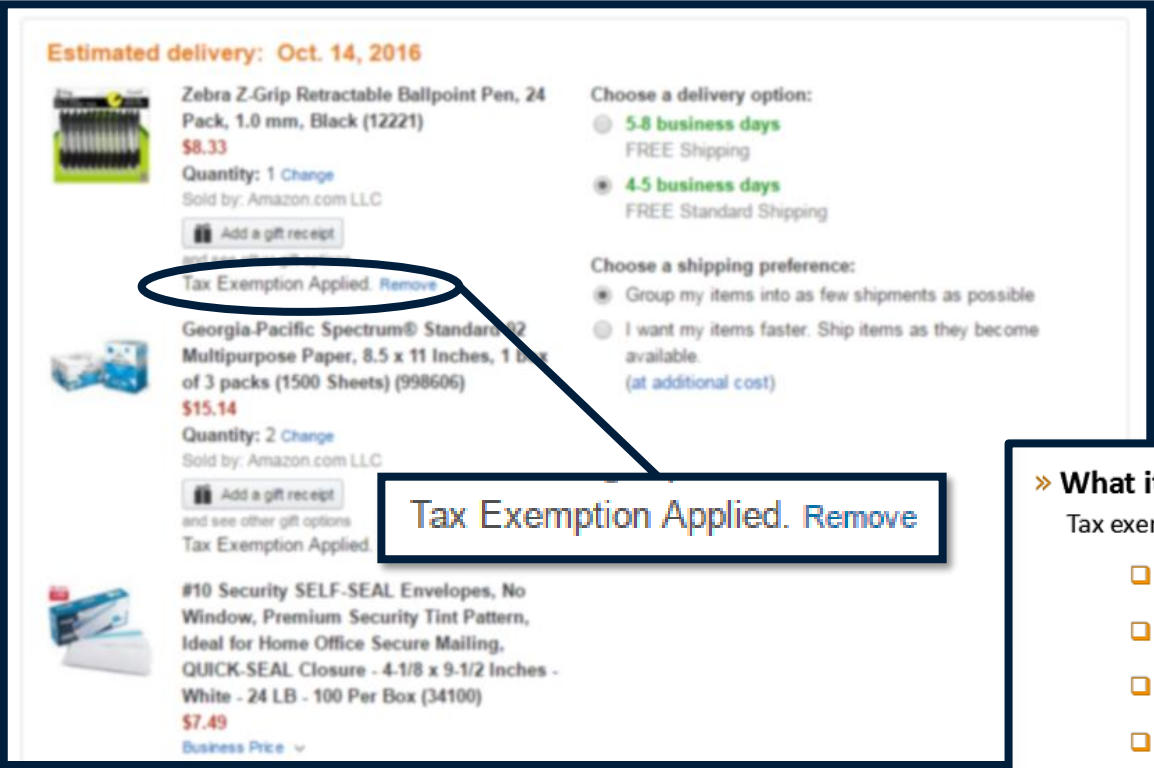 Estimated delivery: Oct. 14, 2016
Zebra Z-Grip Retractable Ballpoint Pen, 24
Pack, 1.0 mm, Black (12221)
$8.33
Quantity: 1 Change
Sold by: Amazon.com LLC
Add a gift receipt
and see other gift options
Tax Exemption Applied. Remove
Georgia-Pacific Spectrum® Standard 92
Multipurpose Paper, 8.5 x 11 Inches, 1 box
of 3 packs (1500 Sheets) (998606)
$15.14
Quantity: 2 Change
Sold by: Amazon.com LLC
Add a gift receipt
and see other gift options
Tax Exemption Applied.
#10 Security SELF-SEAL Envelopes, No
Window, Premium Security Tint Pattern,
Ideal for Home Office Secure Mailing,
QUICK-SEAL Closure - 4-1/8 x 9-1/2 Inches -
White - 24 LB - 100 Per Box (34100)
$7.49
Business Price
Choose a delivery option:
5-8 business days
FREE Shipping
4-5 business days
FREE Standard Shipping
Choose a shipping preference:
Group my items into as few shipments as possible
I want my items faster. Ship items as they become
available.
(at additional cost)
Tax Exemption Applied. Remove
» What
Tax